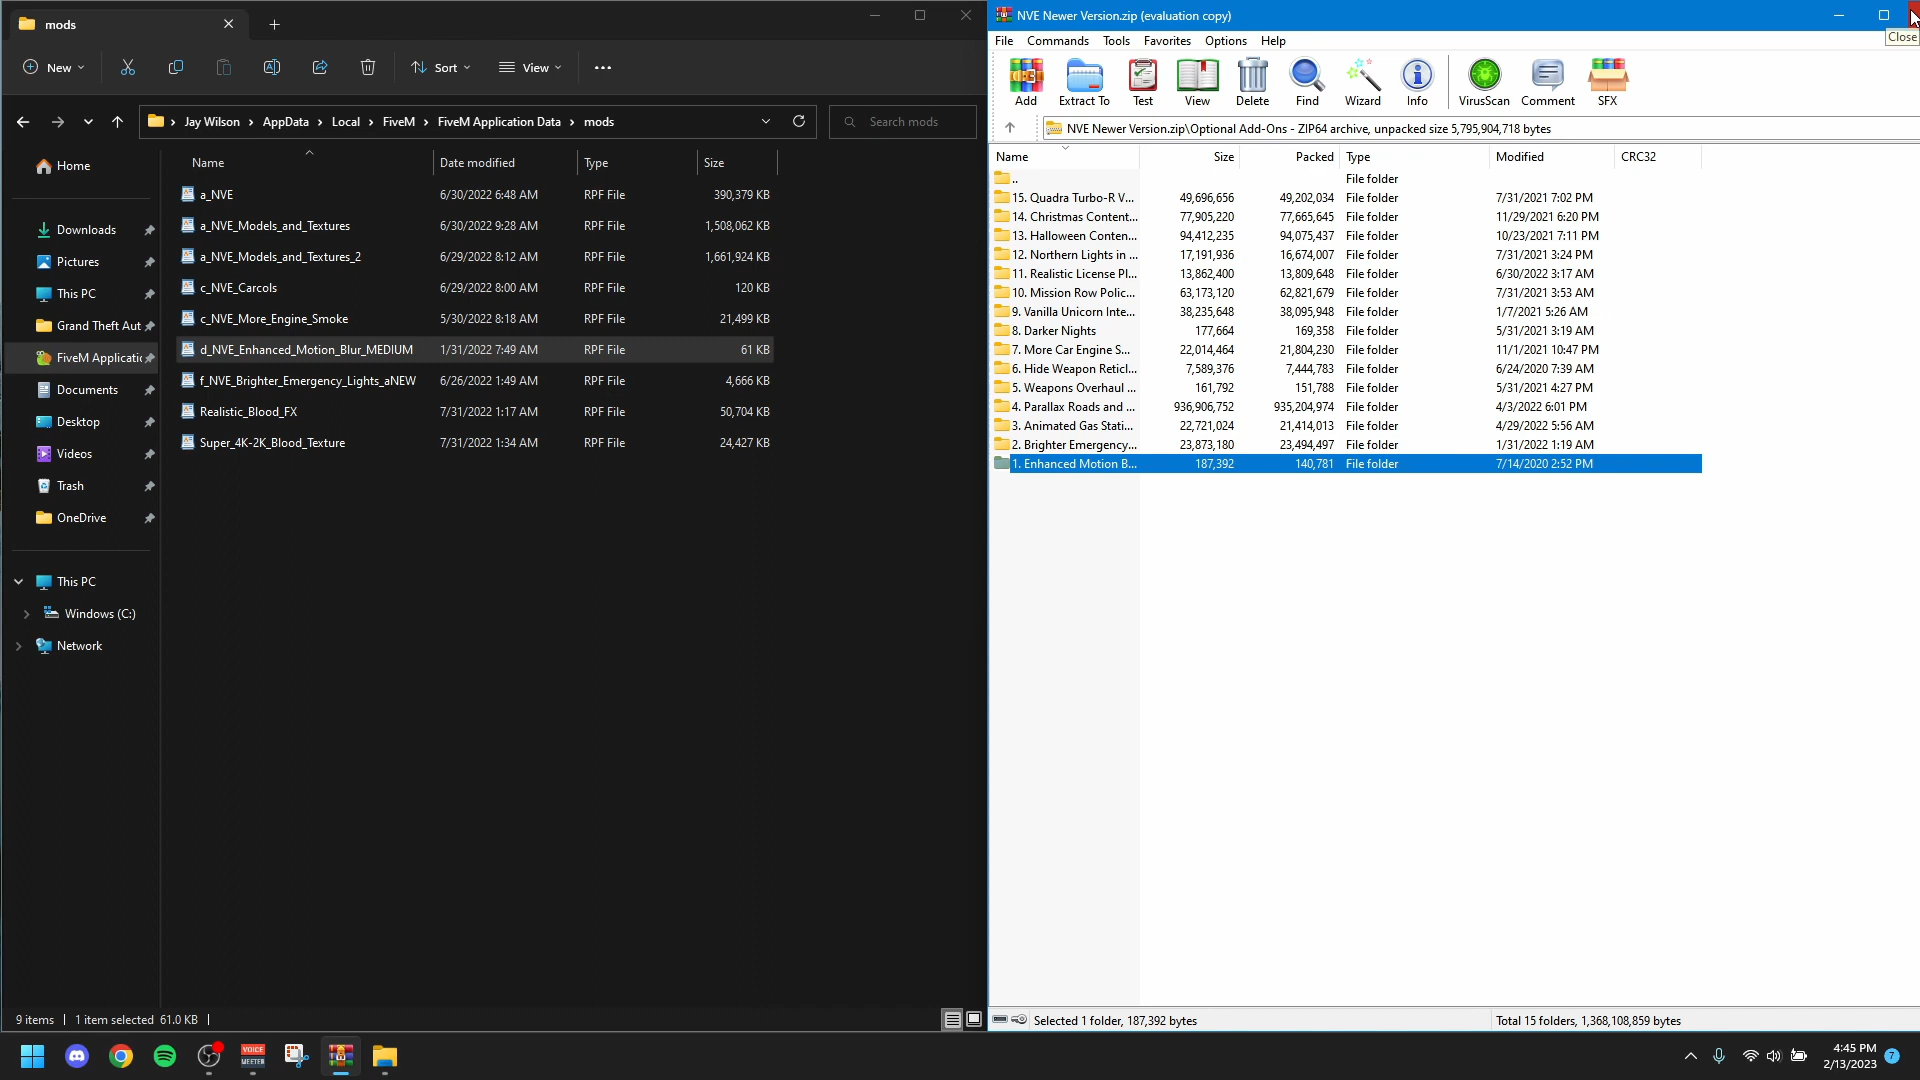 mods
New
Sort
View
Jay Wilson > AppData > Local > FiveM > FiveM Application Data > mods
Search mods
Home
Downloads
Pictures
This PC
Grand Theft Aut
FiveM Applicatic
Documents
Desktop
Videos
Trash
OneDrive
This PC
Windows (C:)
Network
Name Date modified Type Size
a_NVE 6/30/2022 6:48 AM RPF File 390,379 KB
a_NVE_Models_and_Textures 6/30/2022 9:28 AM RPF File 1,508,062 KB
a_NVE_Models_and_Textures_2 6/29/2022 8:12 AM RPF File 1,661,924 KB
c_NVE_Carcols 6/29/2022 8:00 AM RPF File 120 KB
c_NVE_More_Engine_Smoke 5/30/2022 8:18 AM RPF File 21,499 KB
d_NVE_Enhanced_Motion_Blur_MEDIUM 1/31/2022 7:49 AM RPF File 61 KB
f_NVE_Brighter_Emergency_Lights_aNEW 6/26/2022 1:49 AM RPF File 4,666 KB
Realistic_Blood_FX 7/31/2022 1:17 AM RPF File 50,704 KB
Super_4K-2K_Blood_Texture 7/31/2022 1:34 AM RPF File 24,427 KB
9 items | 1 item selected 61.0 KB |
NVE Newer Version.zip (evaluation copy)
Close
File Commands Tools Favorites Options Help
Add Extract To Test View Delete Find Wizard Info VirusScan Comment SFX
NVE Newer Version.zip\Optional Add-Ons - ZIP64 archive, unpacked size 5,795,904,718 bytes
Name Size Packed Type Modified CRC32
.. File folder
15. Quadra Turbo-R V... 49,696,656 49,202,034 File folder 7/31/2021 7:02 PM
14. Christmas Content... 77,905,220 77,665,645 File folder 11/29/2021 6:20 PM
13. Halloween Conten... 94,412,235 94,075,437 File folder 10/23/2021 7:11 PM
12. Northern Lights in ... 17,191,936 16,674,007 File folder 7/31/2021 3:24 PM
11. Realistic License Pl... 13,862,400 13,809,648 File folder 6/30/2022 3:17 AM
10. Mission Row Polic... 63,173,120 62,821,679 File folder 7/31/2021 3:53 AM
9. Vanilla Unicorn Inte... 38,235,648 38,095,948 File folder 1/7/2021 5:26 AM
8. Darker Nights 177,664 169,358 File folder 5/31/2021 3:19 AM
7. More Car Engine S... 22,014,464 21,804,230 File folder 11/1/2021 10:47 PM
6. Hide Weapon Reticl... 7,589,376 7,444,783 File folder 6/24/2020 7:39 AM
5. Weapons Overhaul ... 161,792 151,788 File folder 5/31/2021 4:27 PM
4. Parallax Roads and ... 936,906,752 935,204,974 File folder 4/3/2022 6:01 PM
3. Animated Gas Stati... 22,721,024 21,414,013 File folder 4/29/2022 5:56 AM
2. Brighter Emergency... 23,873,180 23,494,497 File folder 1/31/2022 1:19 AM
1. Enhanced Motion B... 187,392 140,781 File folder 7/14/2020 2:52 PM
Selected 1 folder, 187,392 bytes
Total 15 folders, 1,368,108,859 bytes
VOICE
MEETER
4:45 PM
2/13/2023
7